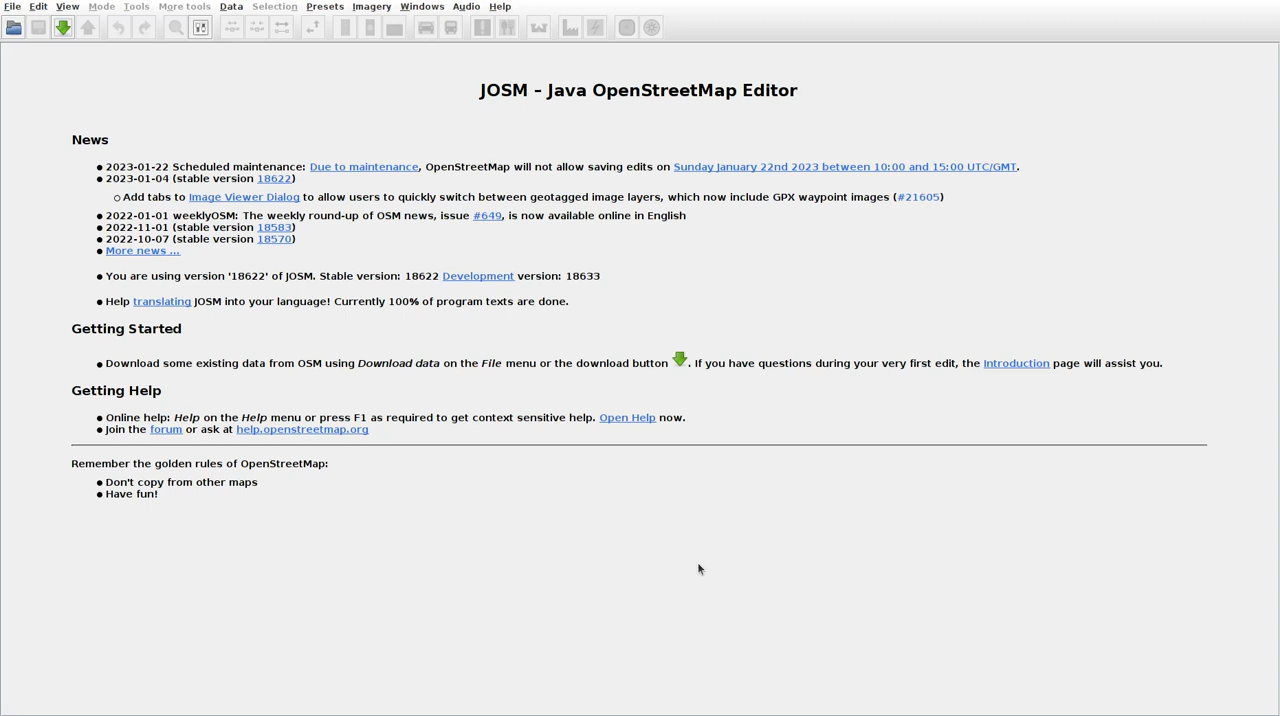 File Edit View Mode Tools More tools Data Selection Presets Imagery Windows Audio Help
JOSM – Java OpenStreetMap Editor
News
● 2023-01-22 Scheduled maintenance: Due to maintenance, OpenStreetMap will not allow saving edits on Sunday January 22nd 2023 between 10:00 and 15:00 UTC/GMT.
● 2023-01-04 (stable version 18622)
○ Add tabs to Image Viewer Dialog to allow users to quickly switch between geotagged image layers, which now include GPX waypoint images (#21605)
● 2022-01-01 weeklyOSM: The weekly round-up of OSM news, issue #649, is now available online in English
● 2022-11-01 (stable version 18583)
● 2022-10-07 (stable version 18570)
● More news ...
● You are using version '18622' of JOSM. Stable version: 18622 Development version: 18633
● Help translating JOSM into your language! Currently 100% of program texts are done.
Getting Started
● Download some existing data from OSM using Download data on the File menu or the download button . If you have questions during your very first edit, the Introduction page will assist you.
Getting Help
● Online help: Help on the Help menu or press F1 as required to get context sensitive help. Open Help now.
● Join the forum or ask at help.openstreetmap.org
Remember the golden rules of OpenStreetMap:
● Don't copy from other maps
● Have fun!